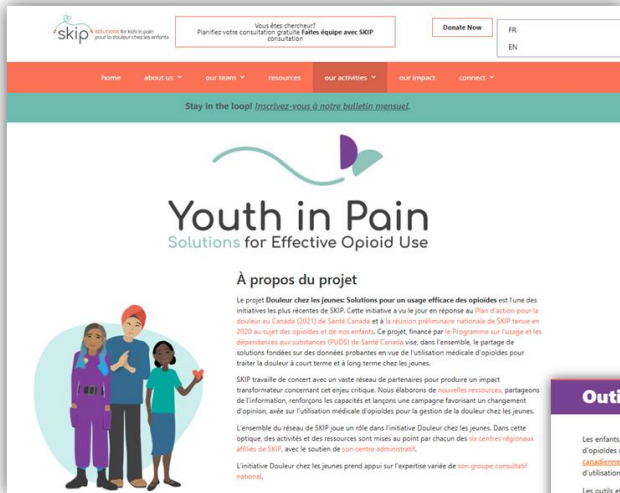 skip solutions for kids in pain
pour la douleur chez les enfants
Vous êtes chercheur?
Planifiez votre consultation gratuite Faites équipe avec SKIP
consultation
Donate Now
FR
EN
home about us our team resources our activities our impact connect
Stay in the loop! Inscrivez-vous à notre bulletin mensuel.
Youth in Pain
Solutions for Effective Opioid Use
À propos du projet
Le projet Douleur chez les jeunes: Solutions pour un usage efficace des opioïdes est l'une des
initiatives les plus récentes de SKIP. Cette initiative a vu le jour en réponse au Plan d'action pour la
douleur au Canada (2021) de Santé Canada et à la réunion préliminaire nationale de SKIP tenue en
2020 au sujet des opioïdes et de nos enfants. Ce projet, financé par le Programme sur l'usage et les
dépendances aux substances (PUDS) de Santé Canada vise, dans l'ensemble, le partage de
solutions fondées sur des données probantes en vue de l'utilisation médicale d'opioïdes pour
traiter la douleur à court terme et à long terme chez les jeunes.
SKIP travaille de concert avec un vaste réseau de partenaires pour produire un impact
transformateur concernant cet enjeu critique. Nous élaborons de nouvelles ressources, partageons
de l'information, renforçons les capacités et lançons une campagne favorisant un changement
d'opinion, axée sur l'utilisation médicale d'opioïdes pour la gestion de la douleur chez les jeunes.
L'ensemble du réseau de SKIP joue un rôle dans l'initiative Douleur chez les jeunes. Dans cette
optique, des activités et des ressources sont mises au point par chacun des six centres régionaux
affiliés de SKIP, avec le soutien de son centre administratif.
L'initiative Douleur chez les jeunes prend appui sur l'expertise variée de son groupe consultatif
national.
Outi
Les enfants,
d'opioïdes
canadienne
d'utilisation
Les outils et